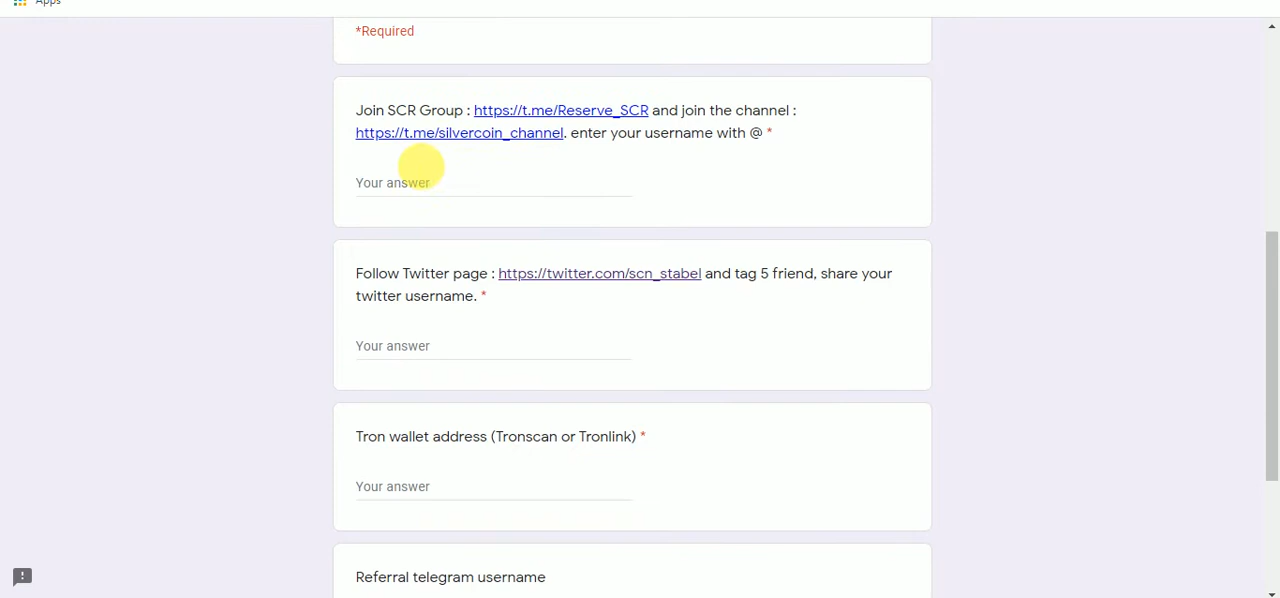 Apps
*Required
Join SCR Group : https://t.me/Reserve_SCR and join the channel :
https://t.me/silvercoin_channel. enter your username with @ *
Your answer
Follow Twitter page : https://twitter.com/scn_stabel and tag 5 friend, share your
twitter username. *
Your answer
Tron wallet address (Tronscan or Tronlink) *
Your answer
Referral telegram username